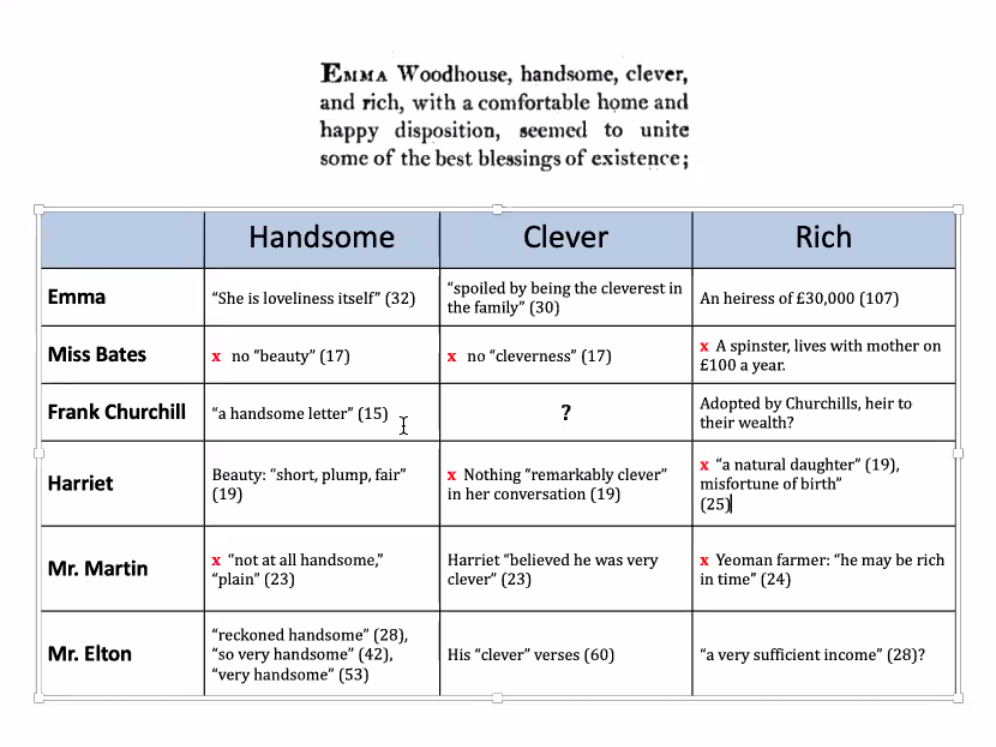 EMMA Woodhouse, handsome, clever,
and rich, with a comfortable home and
happy disposition, seemed to unite
some of the best blessings of existence;
Handsome Clever Rich
Emma
“She is loveliness itself” (32)
“spoiled by being the cleverest in
the family” (30)
An heiress of £30,000 (107)
Miss Bates
x no “beauty” (17)
x no “cleverness” (17)
x A spinster, lives with mother on
£100 a year.
Frank Churchill
“a handsome letter” (15)
?
Adopted by Churchills, heir to
their wealth?
Harriet
Beauty: “short, plump, fair”
(19)
x Nothing “remarkably clever”
in her conversation (19)
x “a natural daughter” (19),
misfortune of birth”
(25)
Mr. Martin
x “not at all handsome,”
“plain” (23)
Harriet “believed he was very
clever” (23)
x Yeoman farmer: “he may be rich
in time” (24)
Mr. Elton
“reckoned handsome” (28),
“so very handsome” (42),
“very handsome” (53)
His “clever” verses (60)
“a very sufficient income” (28)?